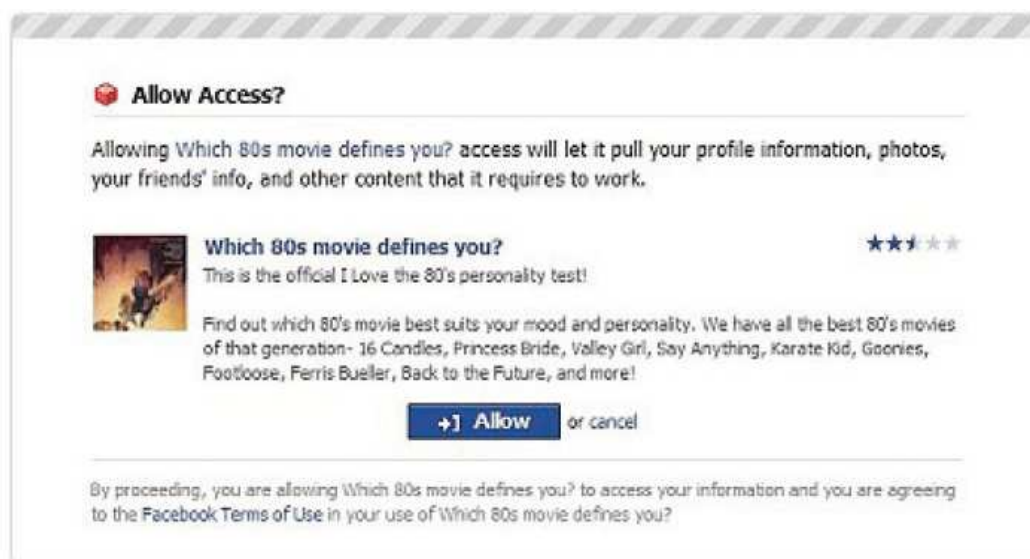 Allow Access?
Allowing Which 80s movie defines you? access will let it pull your profile information, photos,
your friends' info, and other content that it requires to work.
Which 80s movie defines you?
This is the official I Love the 80's personality test!
Find out which 80's movie best suits your mood and personality. We have all the best 80's movies
of that generation- 16 Candles, Princess Bride, Valley Girl, Say Anything, Karate Kid, Goonies,
Footloose, Ferris Bueller, Back to the Future, and more!
Allow or cancel
By proceeding, you are allowing Which 80s movie defines you? to access your information and you are agreeing
to the Facebook Terms of Use in your use of Which 80s movie defines you?